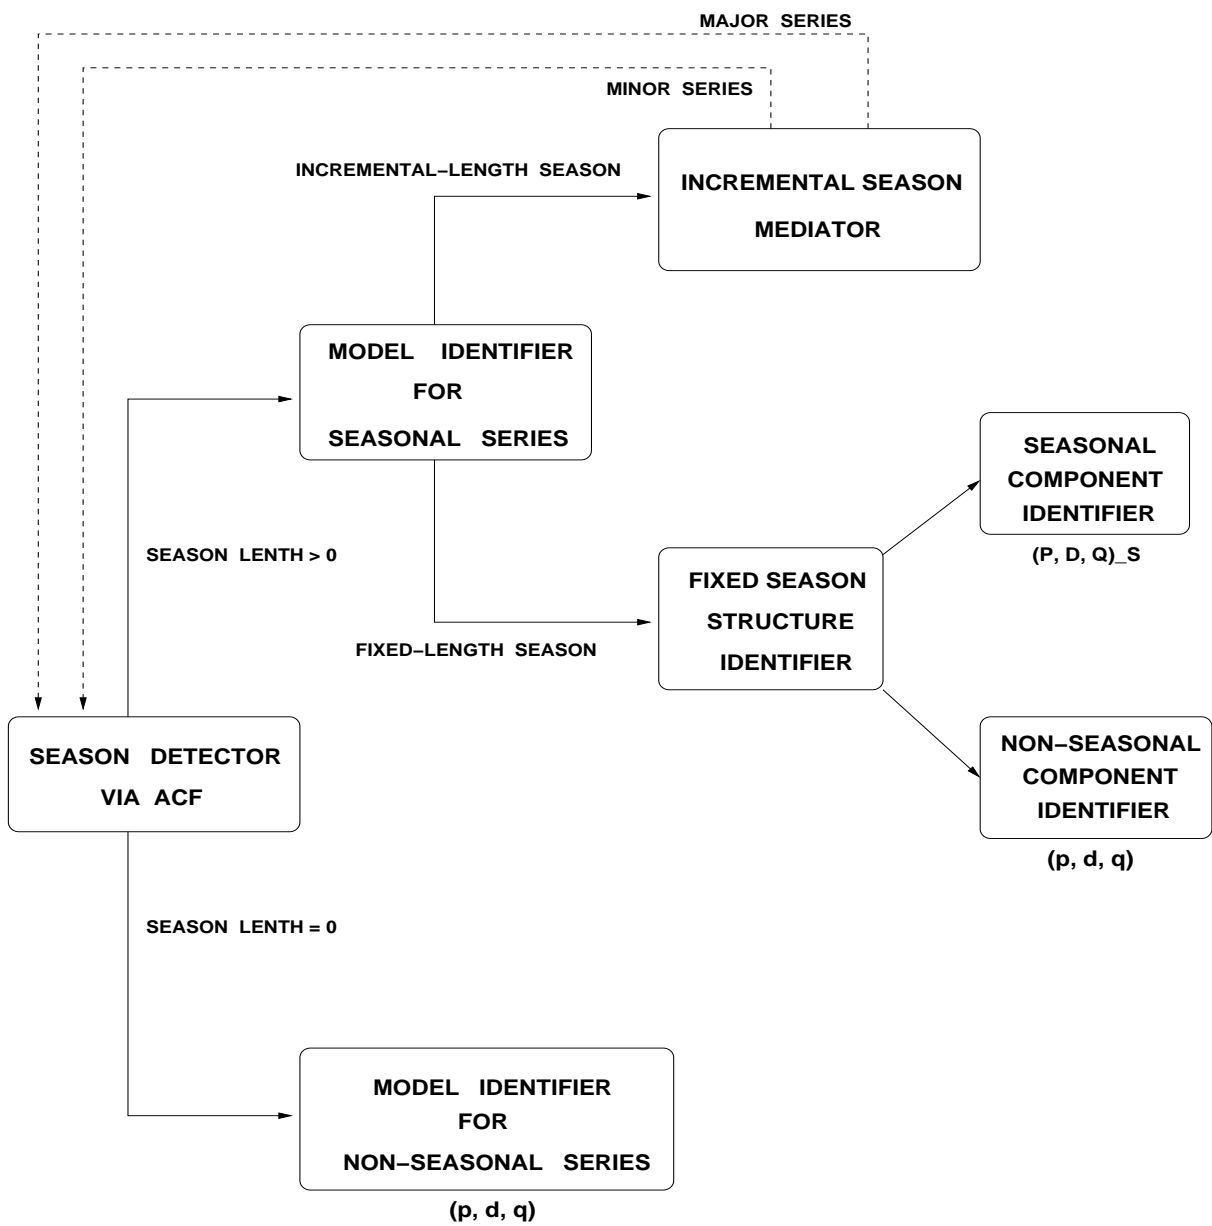 MAJOR SERIES
MINOR SERIES
INCREMENTAL–LENGTH SEASON
INCREMENTAL SEASON
MEDIATOR
MODEL IDENTIFIER
FOR
SEASONAL SERIES
SEASON LENTH > 0
FIXED–LENGTH SEASON
FIXED SEASON
STRUCTURE
IDENTIFIER
SEASONAL
COMPONENT
IDENTIFIER
(P, D, Q)_S
NON–SEASONAL
COMPONENT
IDENTIFIER
(p, d, q)
SEASON DETECTOR
VIA ACF
SEASON LENTH = 0
MODEL IDENTIFIER
FOR
NON–SEASONAL SERIES
(p, d, q)